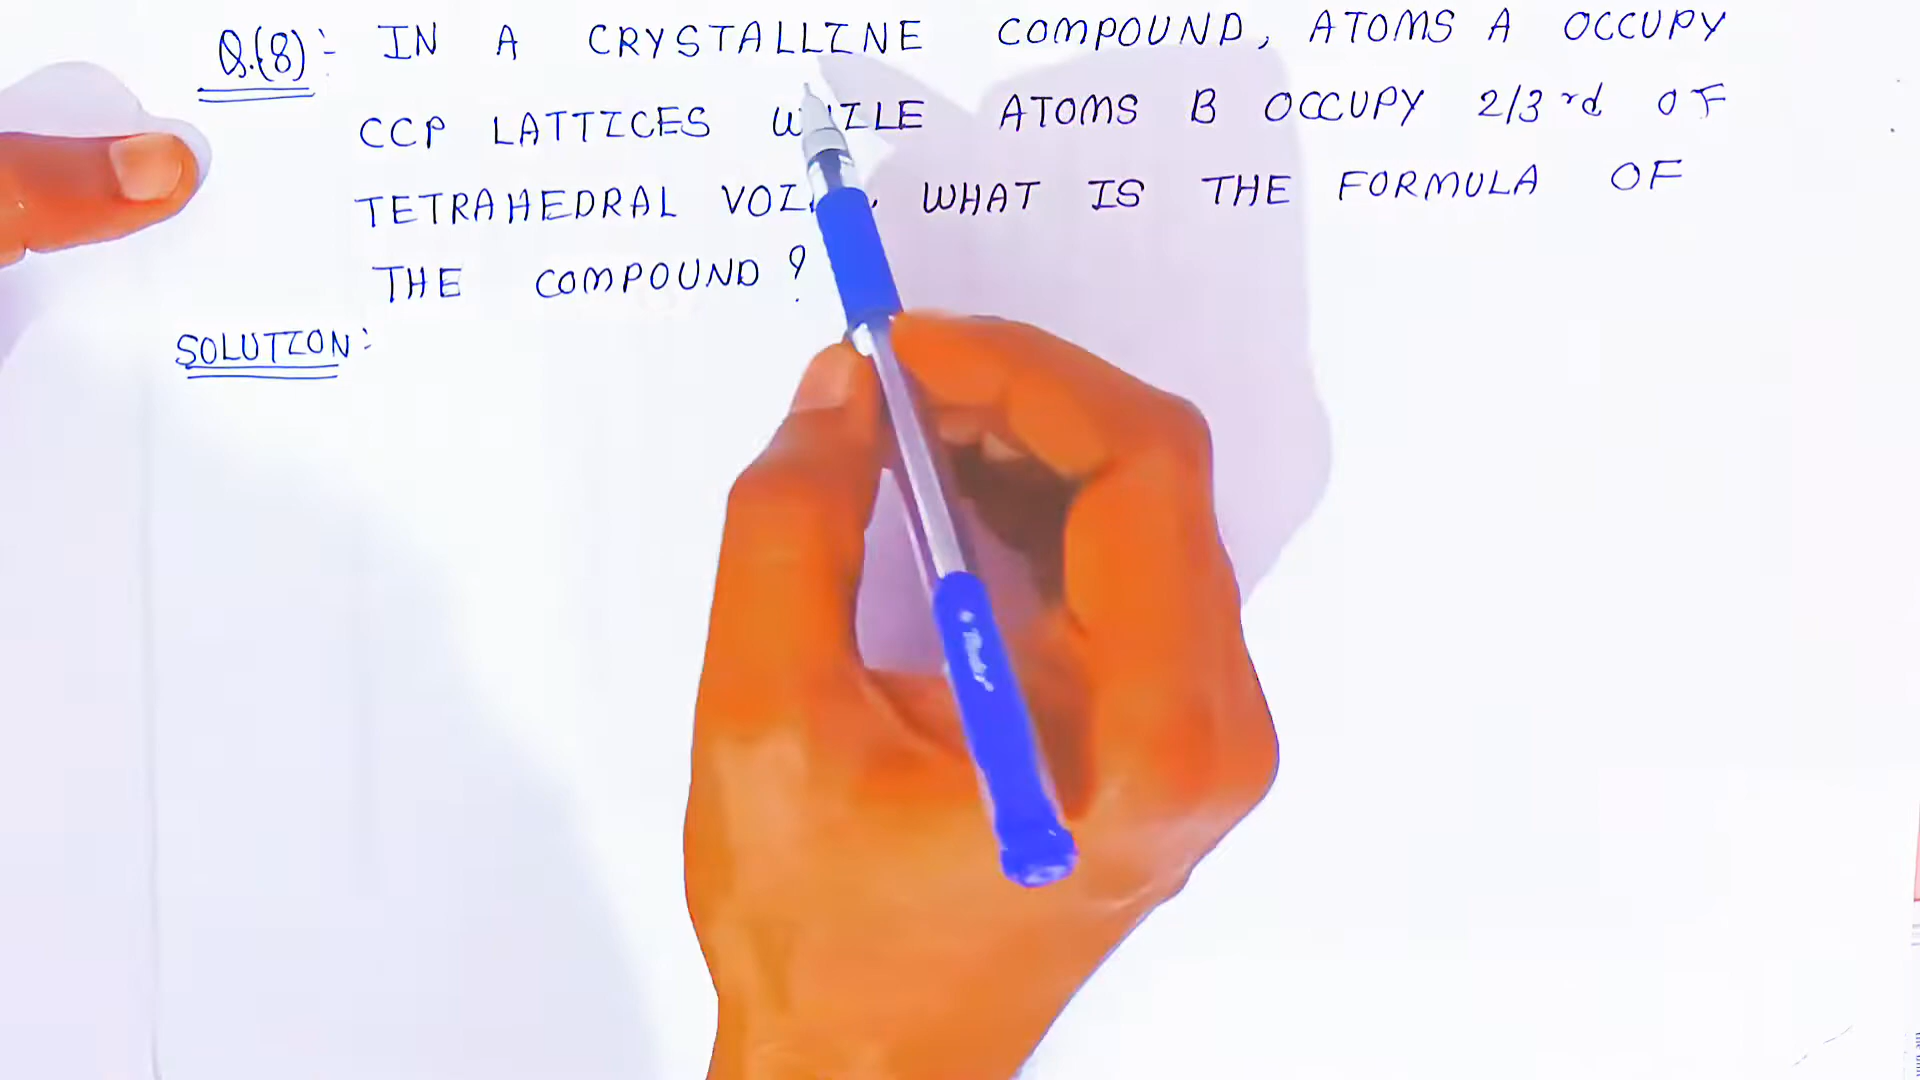 Q.(8):- IN A CRYSTALLINE COMPOUND, ATOMS A OCCUPY
CCP LATTICES WHILE ATOMS B OCCUPY 2/3rd OF
TETRAHEDRAL WHAT IS THE FORMULA OF
THE COMPOUND?
SOLUTION: